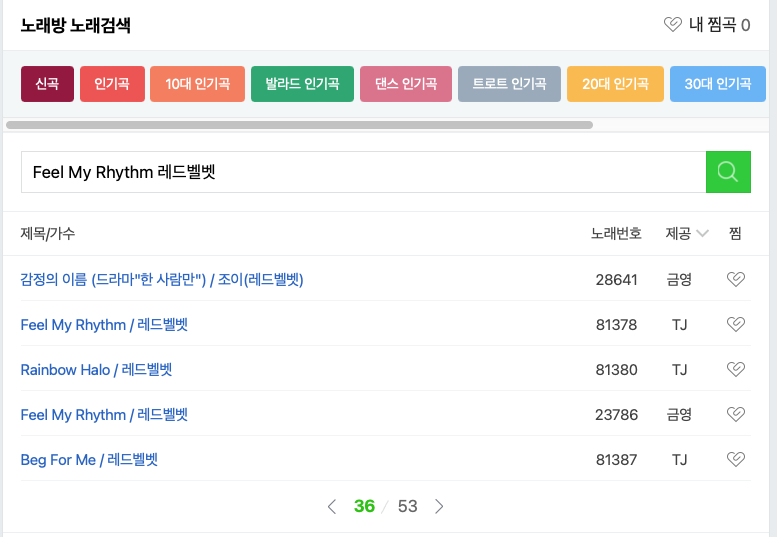 노래방 노래검색 내 찜곡 0
신곡 인기곡 10대 인기곡 발라드 인기곡 댄스 인기곡 트로트 인기곡 20대 인기곡 30대 인기곡
Feel My Rhythm 레드벨벳
제목/가수 노래번호 제공 찜
감정의 이름 (드라마"한 사람만") / 조이(레드벨벳) 28641 금영
Feel My Rhythm / 레드벨벳 81378 TJ
Rainbow Halo / 레드벨벳 81380 TJ
Feel My Rhythm / 레드벨벳 23786 금영
Beg For Me / 레드벨벳 81387 TJ
36 / 53